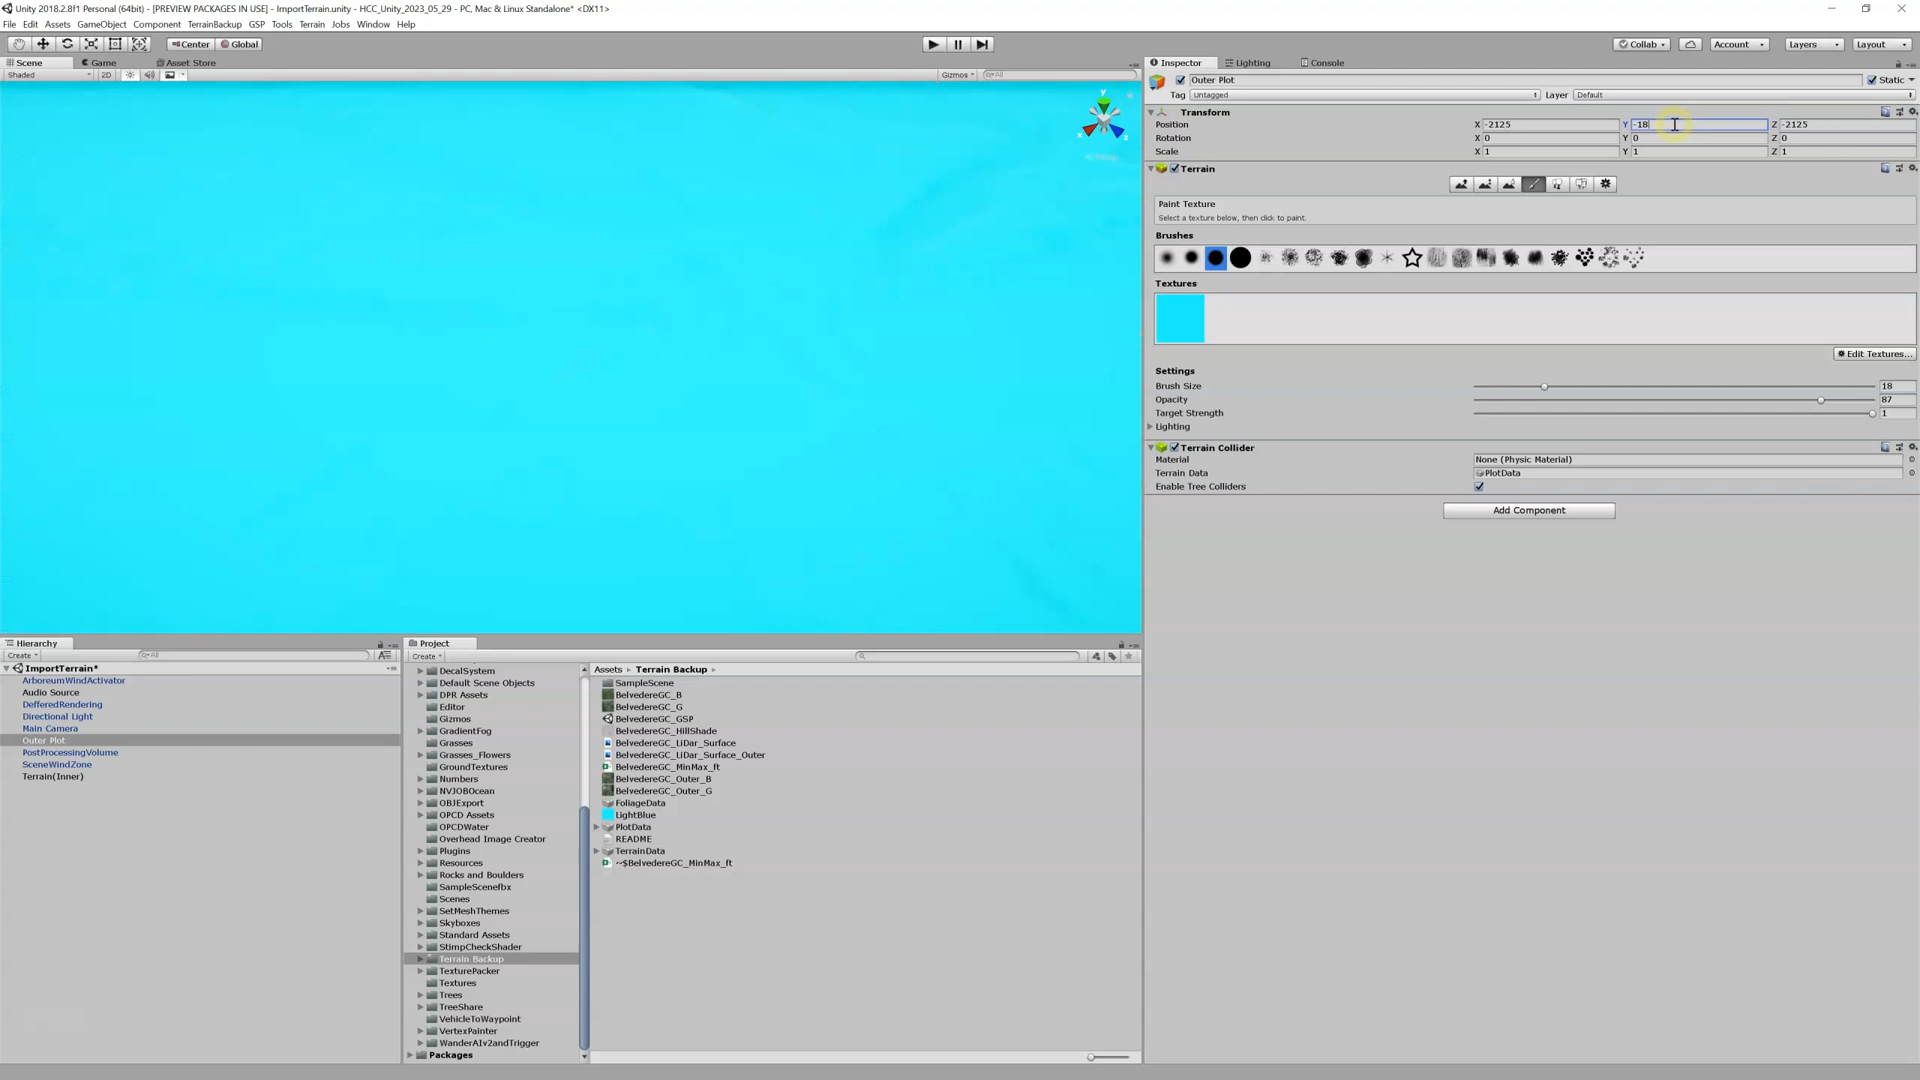 Unity 2018.2.8f1 Personal (64bit) - [PREVIEW PACKAGES IN USE] - ImportTerrain.unity - HCC_Unity_2023_05_29 - PC, Mac & Linux Standalone* <DX11>
File Edit Assets GameObject Component TerrainBackup GSP Tools Terrain Jobs Window Help
Center Global Collab Account Layers Layout
Scene Game Asset Store
Shaded 2D Gizmos All
y x z
Inspector Lighting Console
Outer Plot Static
Tag Untagged Layer Default
Transform
Position X -2125 Y -18 Z -2125
Rotation X 0 Y 0 Z 0
Scale X 1 Y 1 Z 1
Terrain
Paint Texture
Select a texture below, then click to paint.
Brushes
Textures
Edit Textures...
Settings
Brush Size 18
Opacity 87
Target Strength 1
Lighting
Terrain Collider
Material None (Physic Material)
Terrain Data PlotData
Enable Tree Colliders
Add Component
Hierarchy
Create All
ImportTerrain*
ArboreumWindActivator
Audio Source
DefferedRendering
Directional Light
Main Camera
Outer Plot
PostProcessingVolume
SceneWindZone
Terrain(Inner)
Project
Create
DecalSystem
Default Scene Objects
DPR Assets
Editor
Gizmos
GradientFog
Grasses
Grasses_Flowers
GroundTextures
Numbers
NVJOBOcean
OBJExport
OPCD Assets
OPCDWater
Overhead Image Creator
Plugins
Resources
Rocks and Boulders
SampleScenefbx
Scenes
SetMeshThemes
Skyboxes
Standard Assets
StimpCheckShader
Terrain Backup
TexturePacker
Textures
Trees
TreeShare
VehicleToWaypoint
VertexPainter
WanderAIv2andTrigger
Packages
Assets Terrain Backup
SampleScene
BelvedereGC_B
BelvedereGC_G
BelvedereGC_GSP
BelvedereGC_HillShade
BelvedereGC_LiDar_Surface
BelvedereGC_LiDar_Surface_Outer
BelvedereGC_MinMax_ft
BelvedereGC_Outer_B
BelvedereGC_Outer_G
FoliageData
LightBlue
PlotData
README
TerrainData
~$BelvedereGC_MinMax_ft